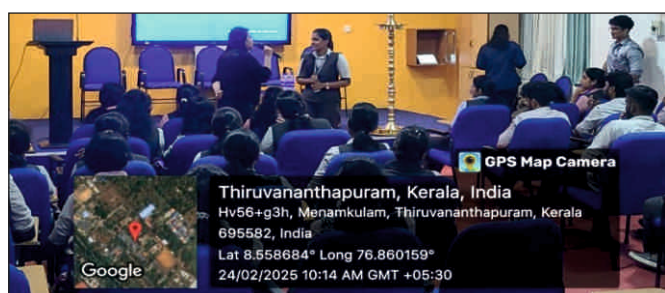 GPS Map Camera
Thiruvananthapuram, Kerala, India
Hv56+g3h, Menamkulam, Thiruvananthapuram, Kerala
695582, India
Lat 8.558684° Long 76.860159°
24/02/2025 10:14 AM GMT +05:30
Google